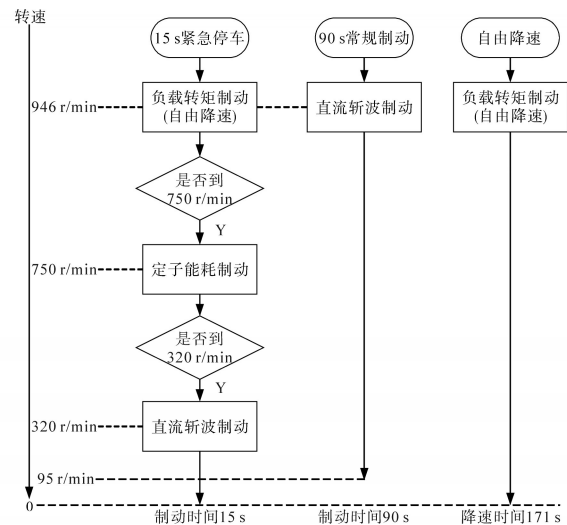 转速
15 s紧急停车
90 s常规制动
自由降速
946 r/min
负载转矩制动
(自由降速)
直流斩波制动
负载转矩制动
(自由降速)
是否到
750 r/min
Y
750 r/min
定子能耗制动
是否到
320 r/min
Y
320 r/min
直流斩波制动
95 r/min
0
制动时间15 s
制动时间90 s
降速时间171 s